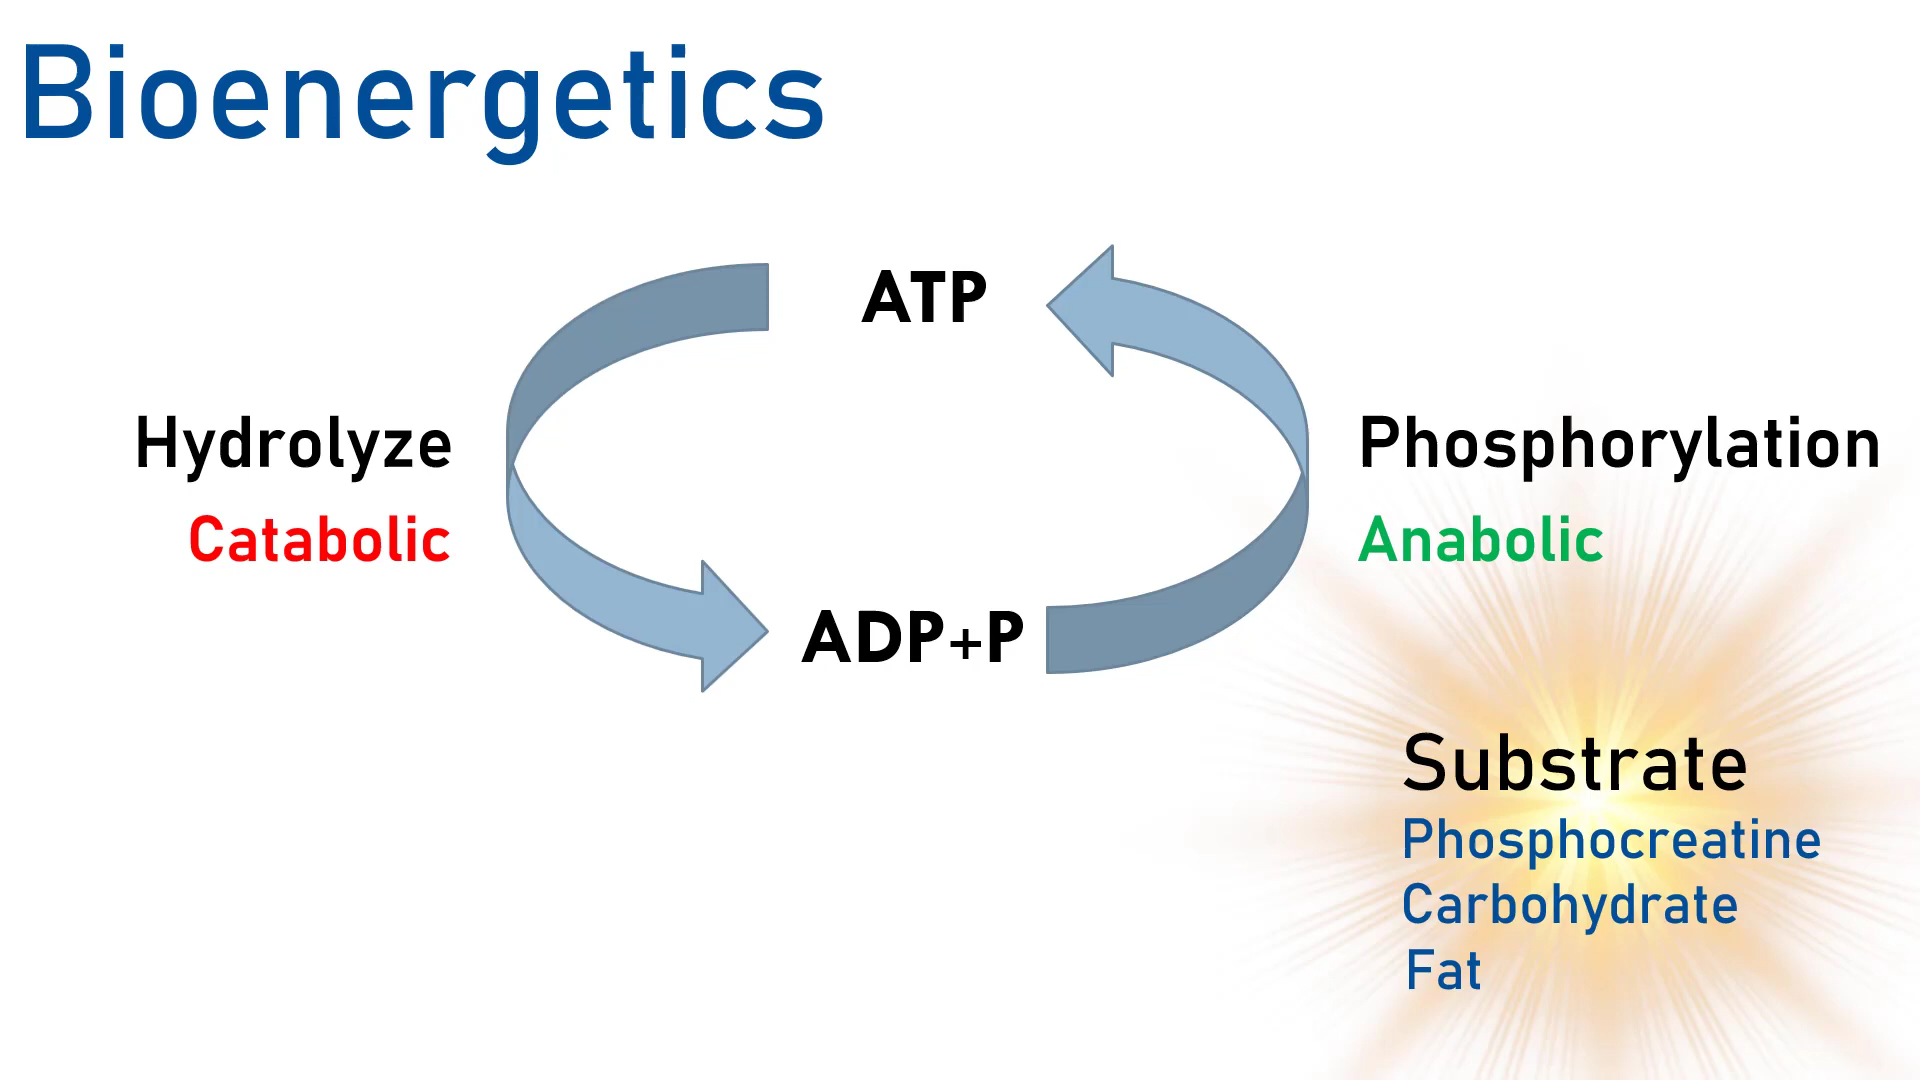 Bioenergetics
ATP
Hydrolyze
Catabolic
Phosphorylation
Anabolic
ADP+P
Substrate
Phosphocreatine
Carbohydrate
Fat